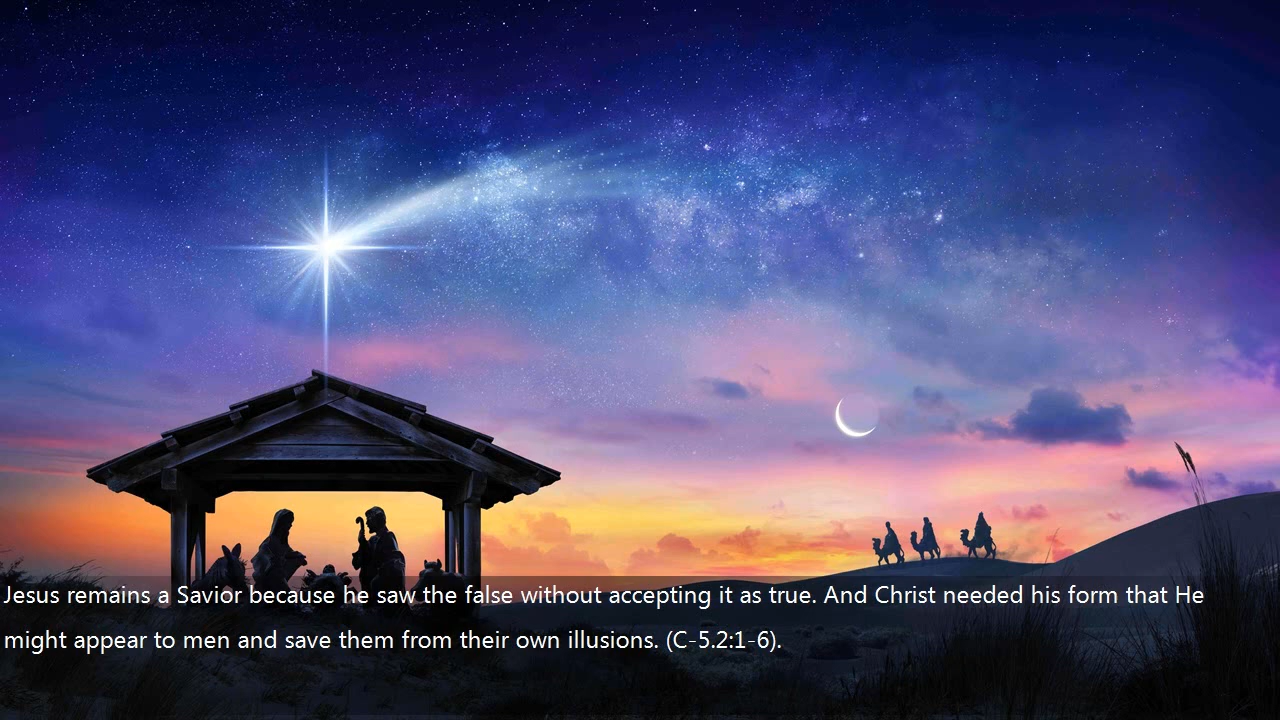 Jesus remains a Savior because he saw the false without accepting it as true. And Christ needed his form that He
might appear to men and save them from their own illusions. (C-5.2:1-6).